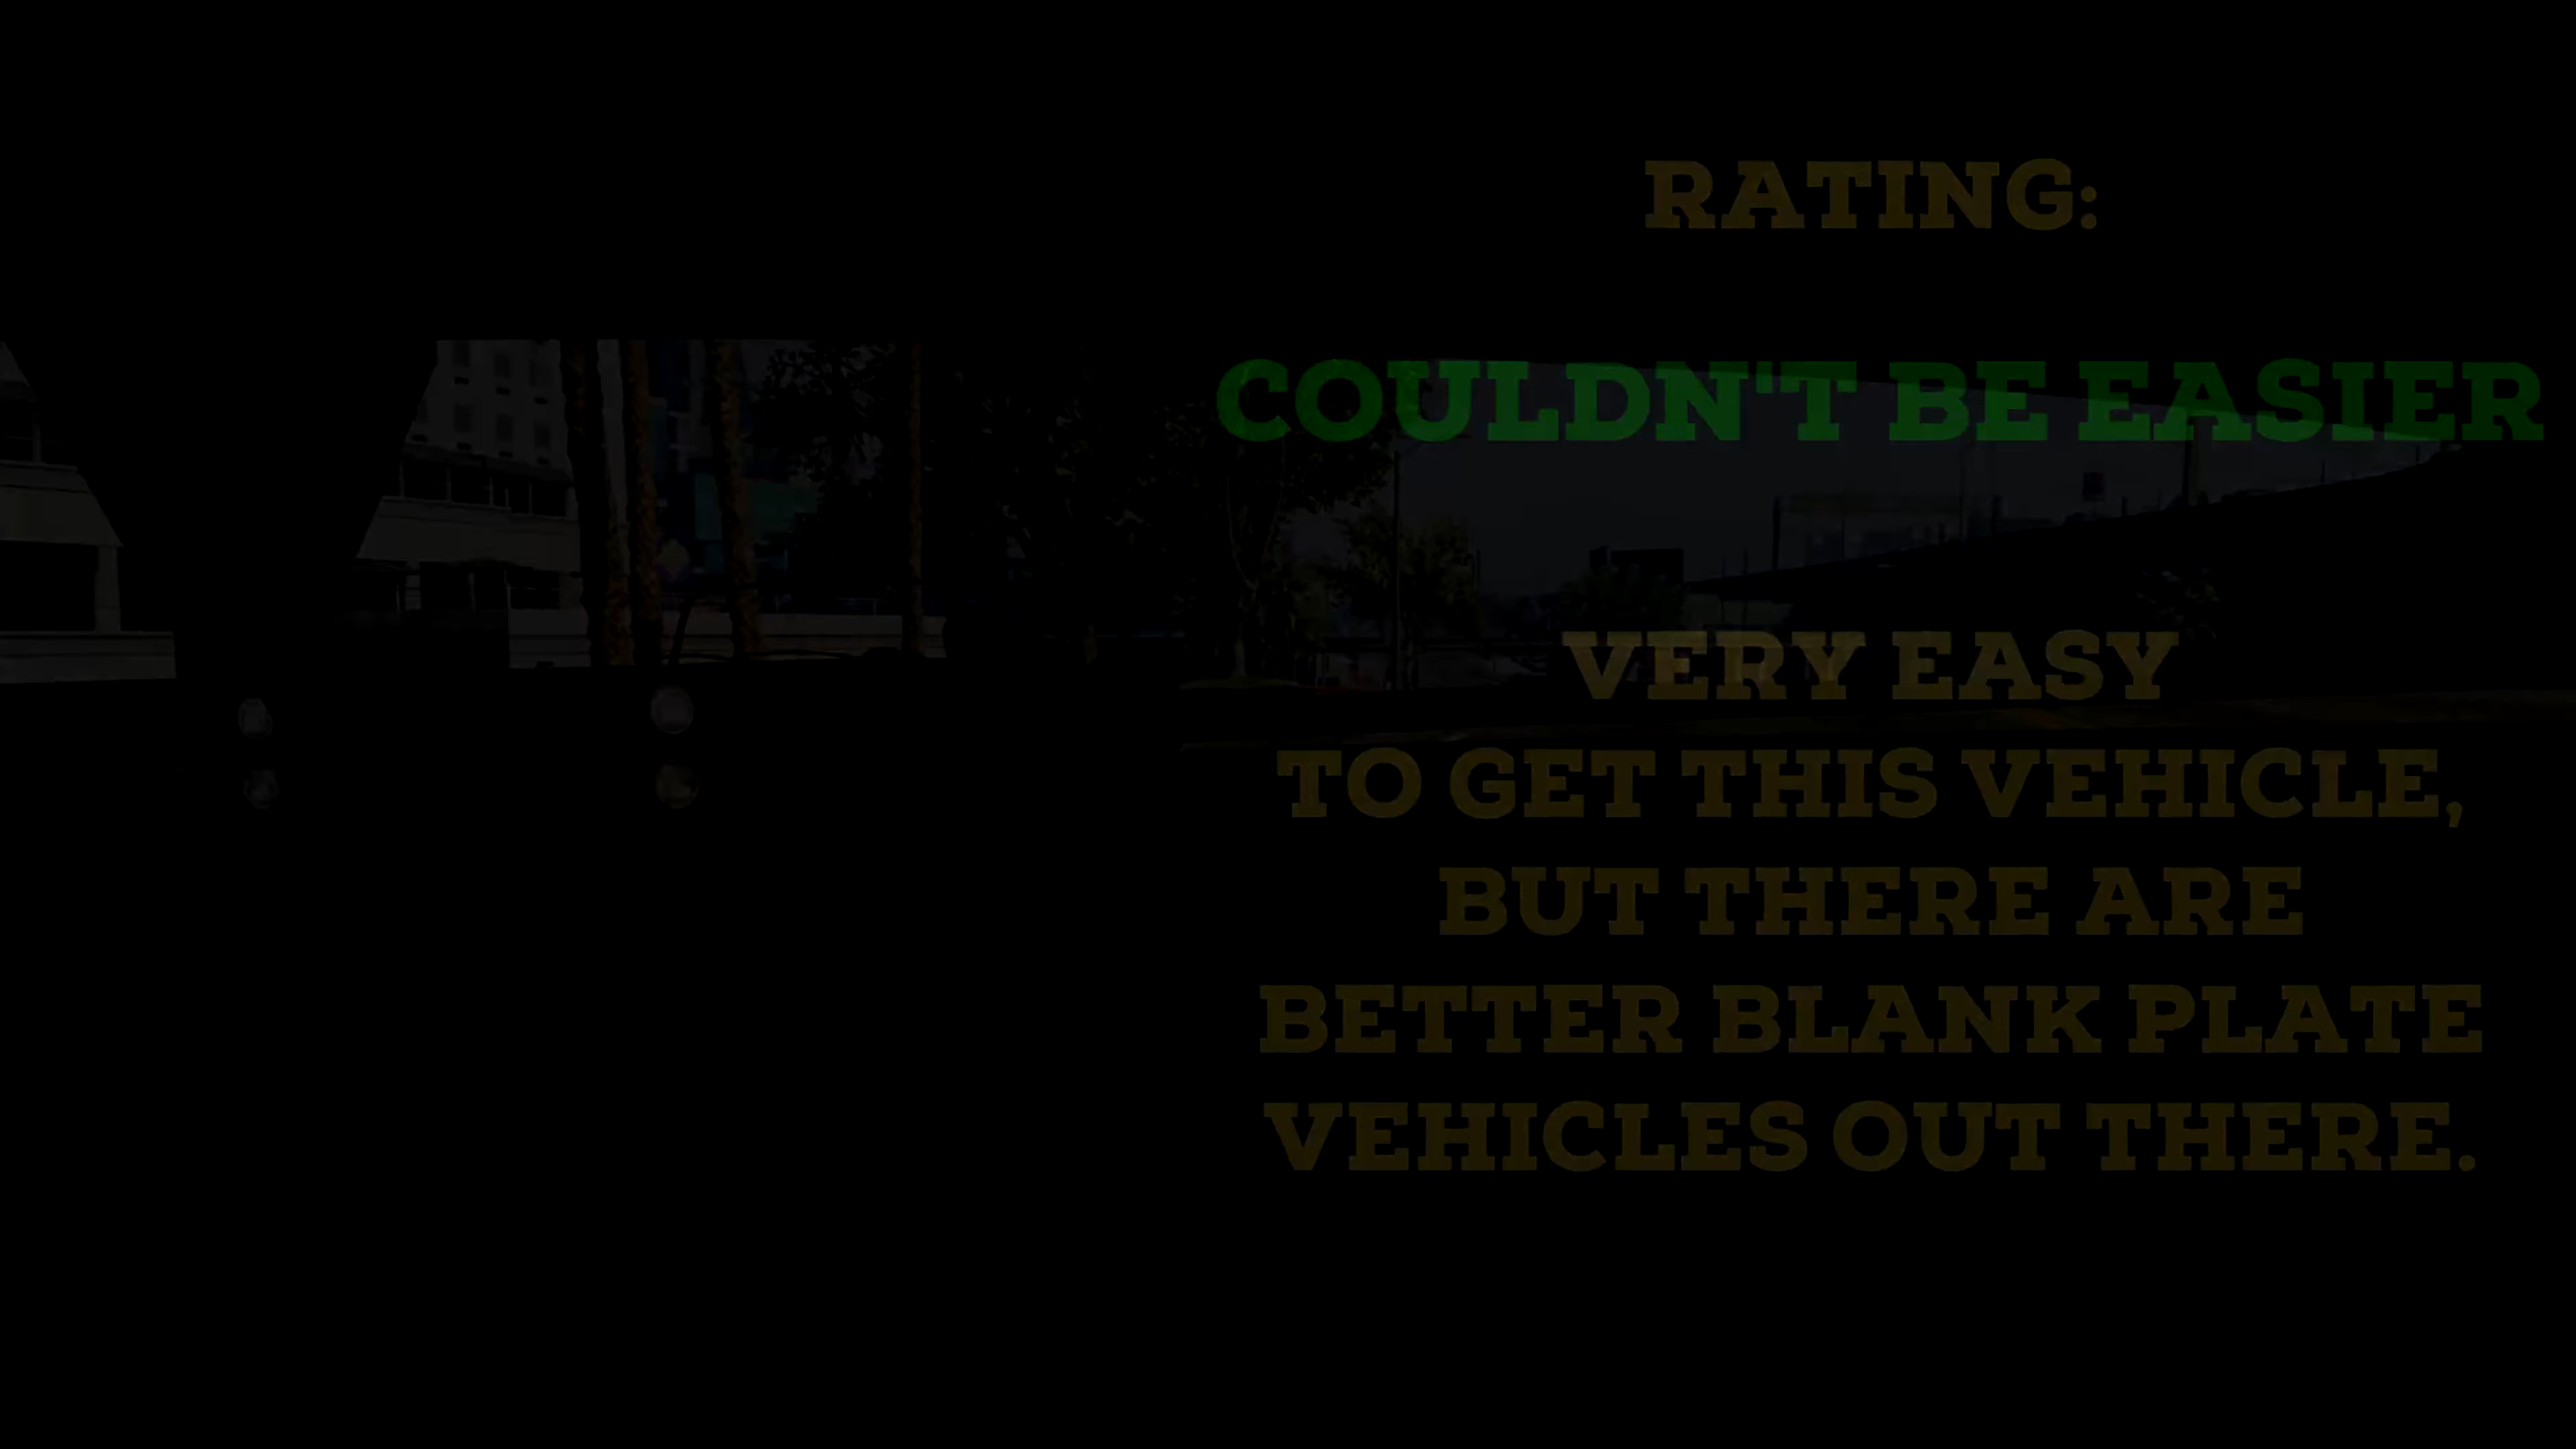 RATING:
COULDN'T BE EASIER
VERY EASY
TO GET THIS VEHICLE,
BUT THERE ARE
BETTER BLANK PLATE
VEHICLES OUT THERE.